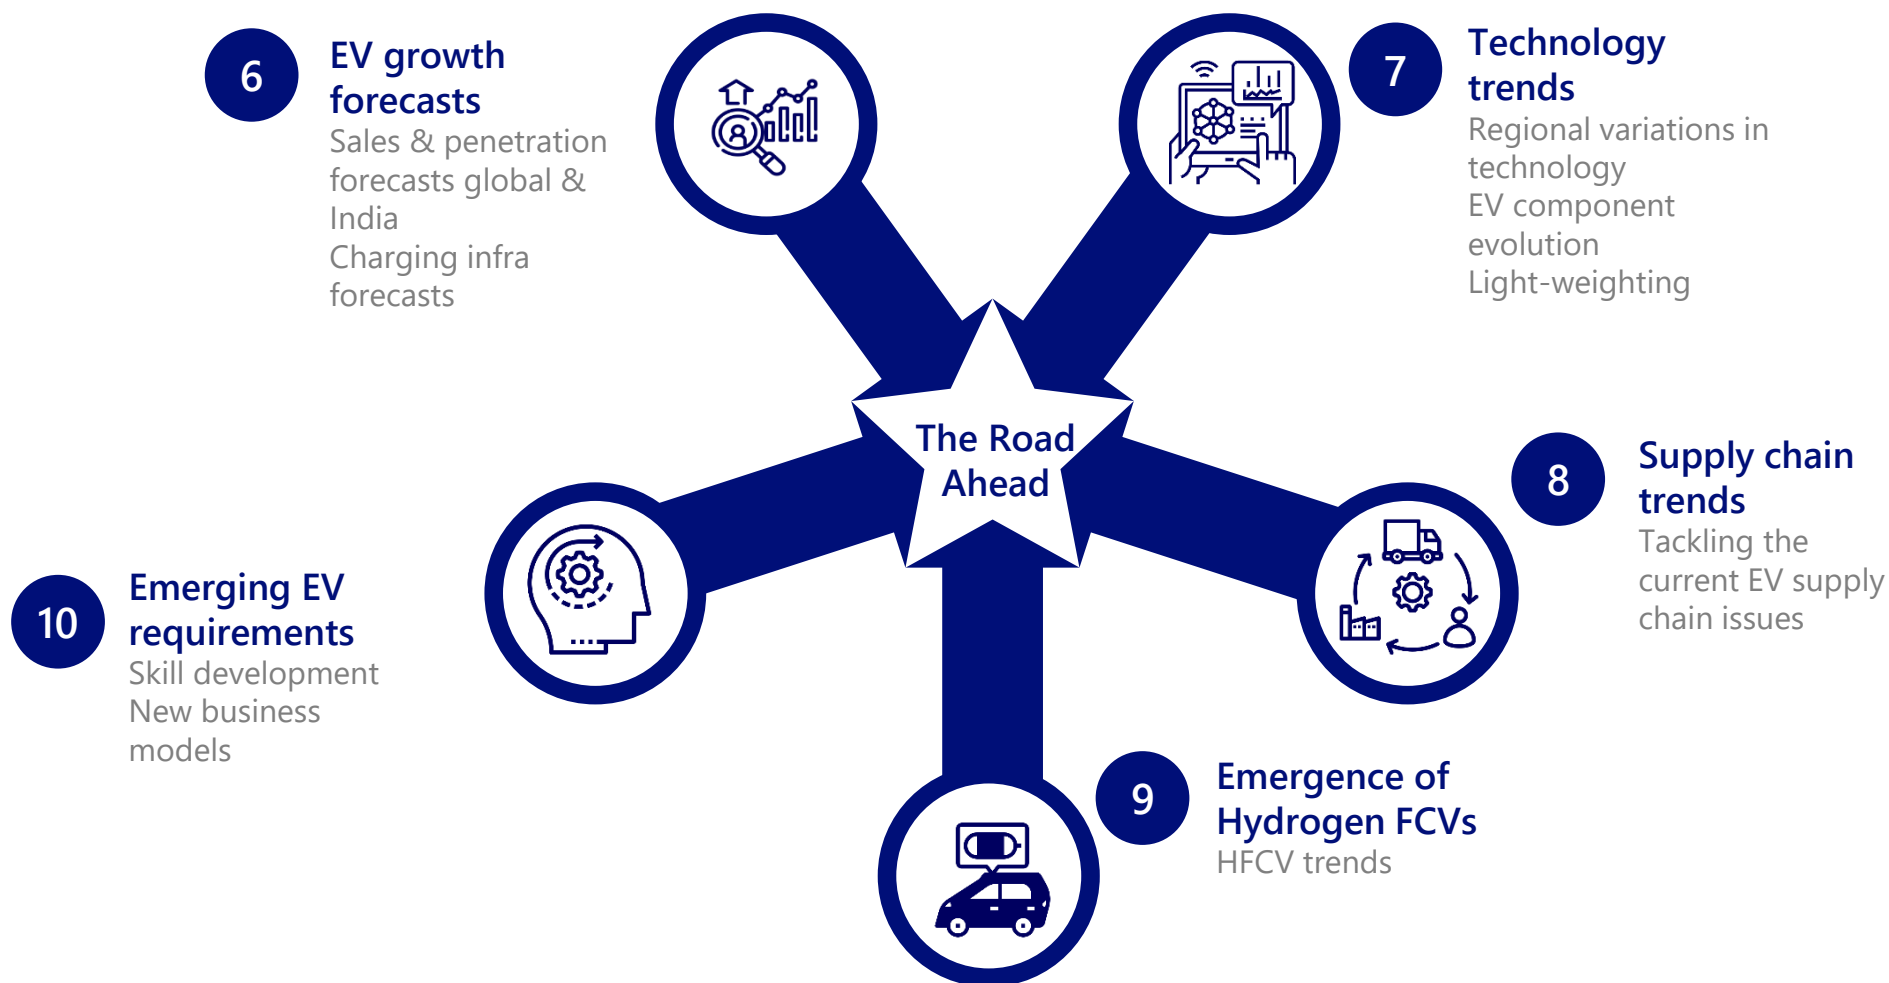 6
EV growth
forecasts
Sales & penetration
forecasts global &
India
Charging infra
forecasts
7
Technology
trends
Regional variations in
technology
EV component
evolution
Light-weighting
The Road
Ahead
8
Supply chain
trends
Tackling the
current EV supply
chain issues
9
Emergence of
Hydrogen FCVs
HFCV trends
10
Emerging EV
requirements
Skill development
New business
models